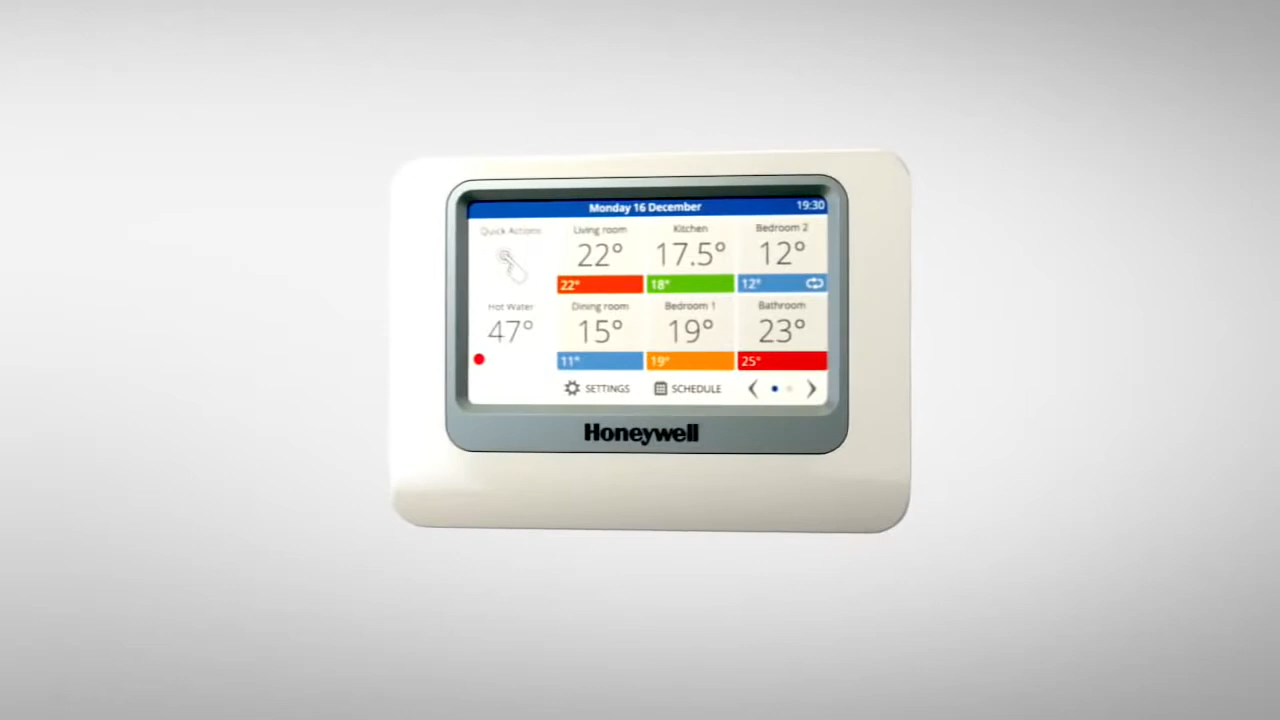 Monday 16 December 19:30
Quick Actions Living room Kitchen Bedroom 2
22° 17.5° 12°
22° 18° 12°
Hot Water Dining room Bedroom 1 Bathroom
47° 15° 19° 23°
11° 19° 25°
SETTINGS SCHEDULE
Honeywell